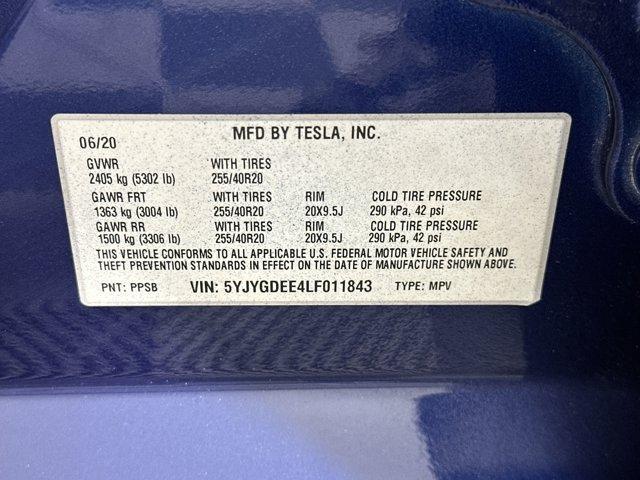 06/20 MFD BY TESLA, INC.
GVWR WITH TIRES
2405 kg (5302 lb) 255/40R20
GAWR FRT WITH TIRES RIM COLD TIRE PRESSURE
1363 kg (3004 lb) 255/40R20 20X9.5J 290 kPa, 42 psi
GAWR RR WITH TIRES RIM COLD TIRE PRESSURE
1500 kg (3306 lb) 255/40R20 20X9.5J 290 kPa, 42 psi
THIS VEHICLE CONFORMS TO ALL APPLICABLE U.S. FEDERAL MOTOR VEHICLE SAFETY AND
THEFT PREVENTION STANDARDS IN EFFECT ON THE DATE OF MANUFACTURE SHOWN ABOVE.
PNT: PPSB VIN: 5YJYGDEE4LF011843 TYPE: MPV